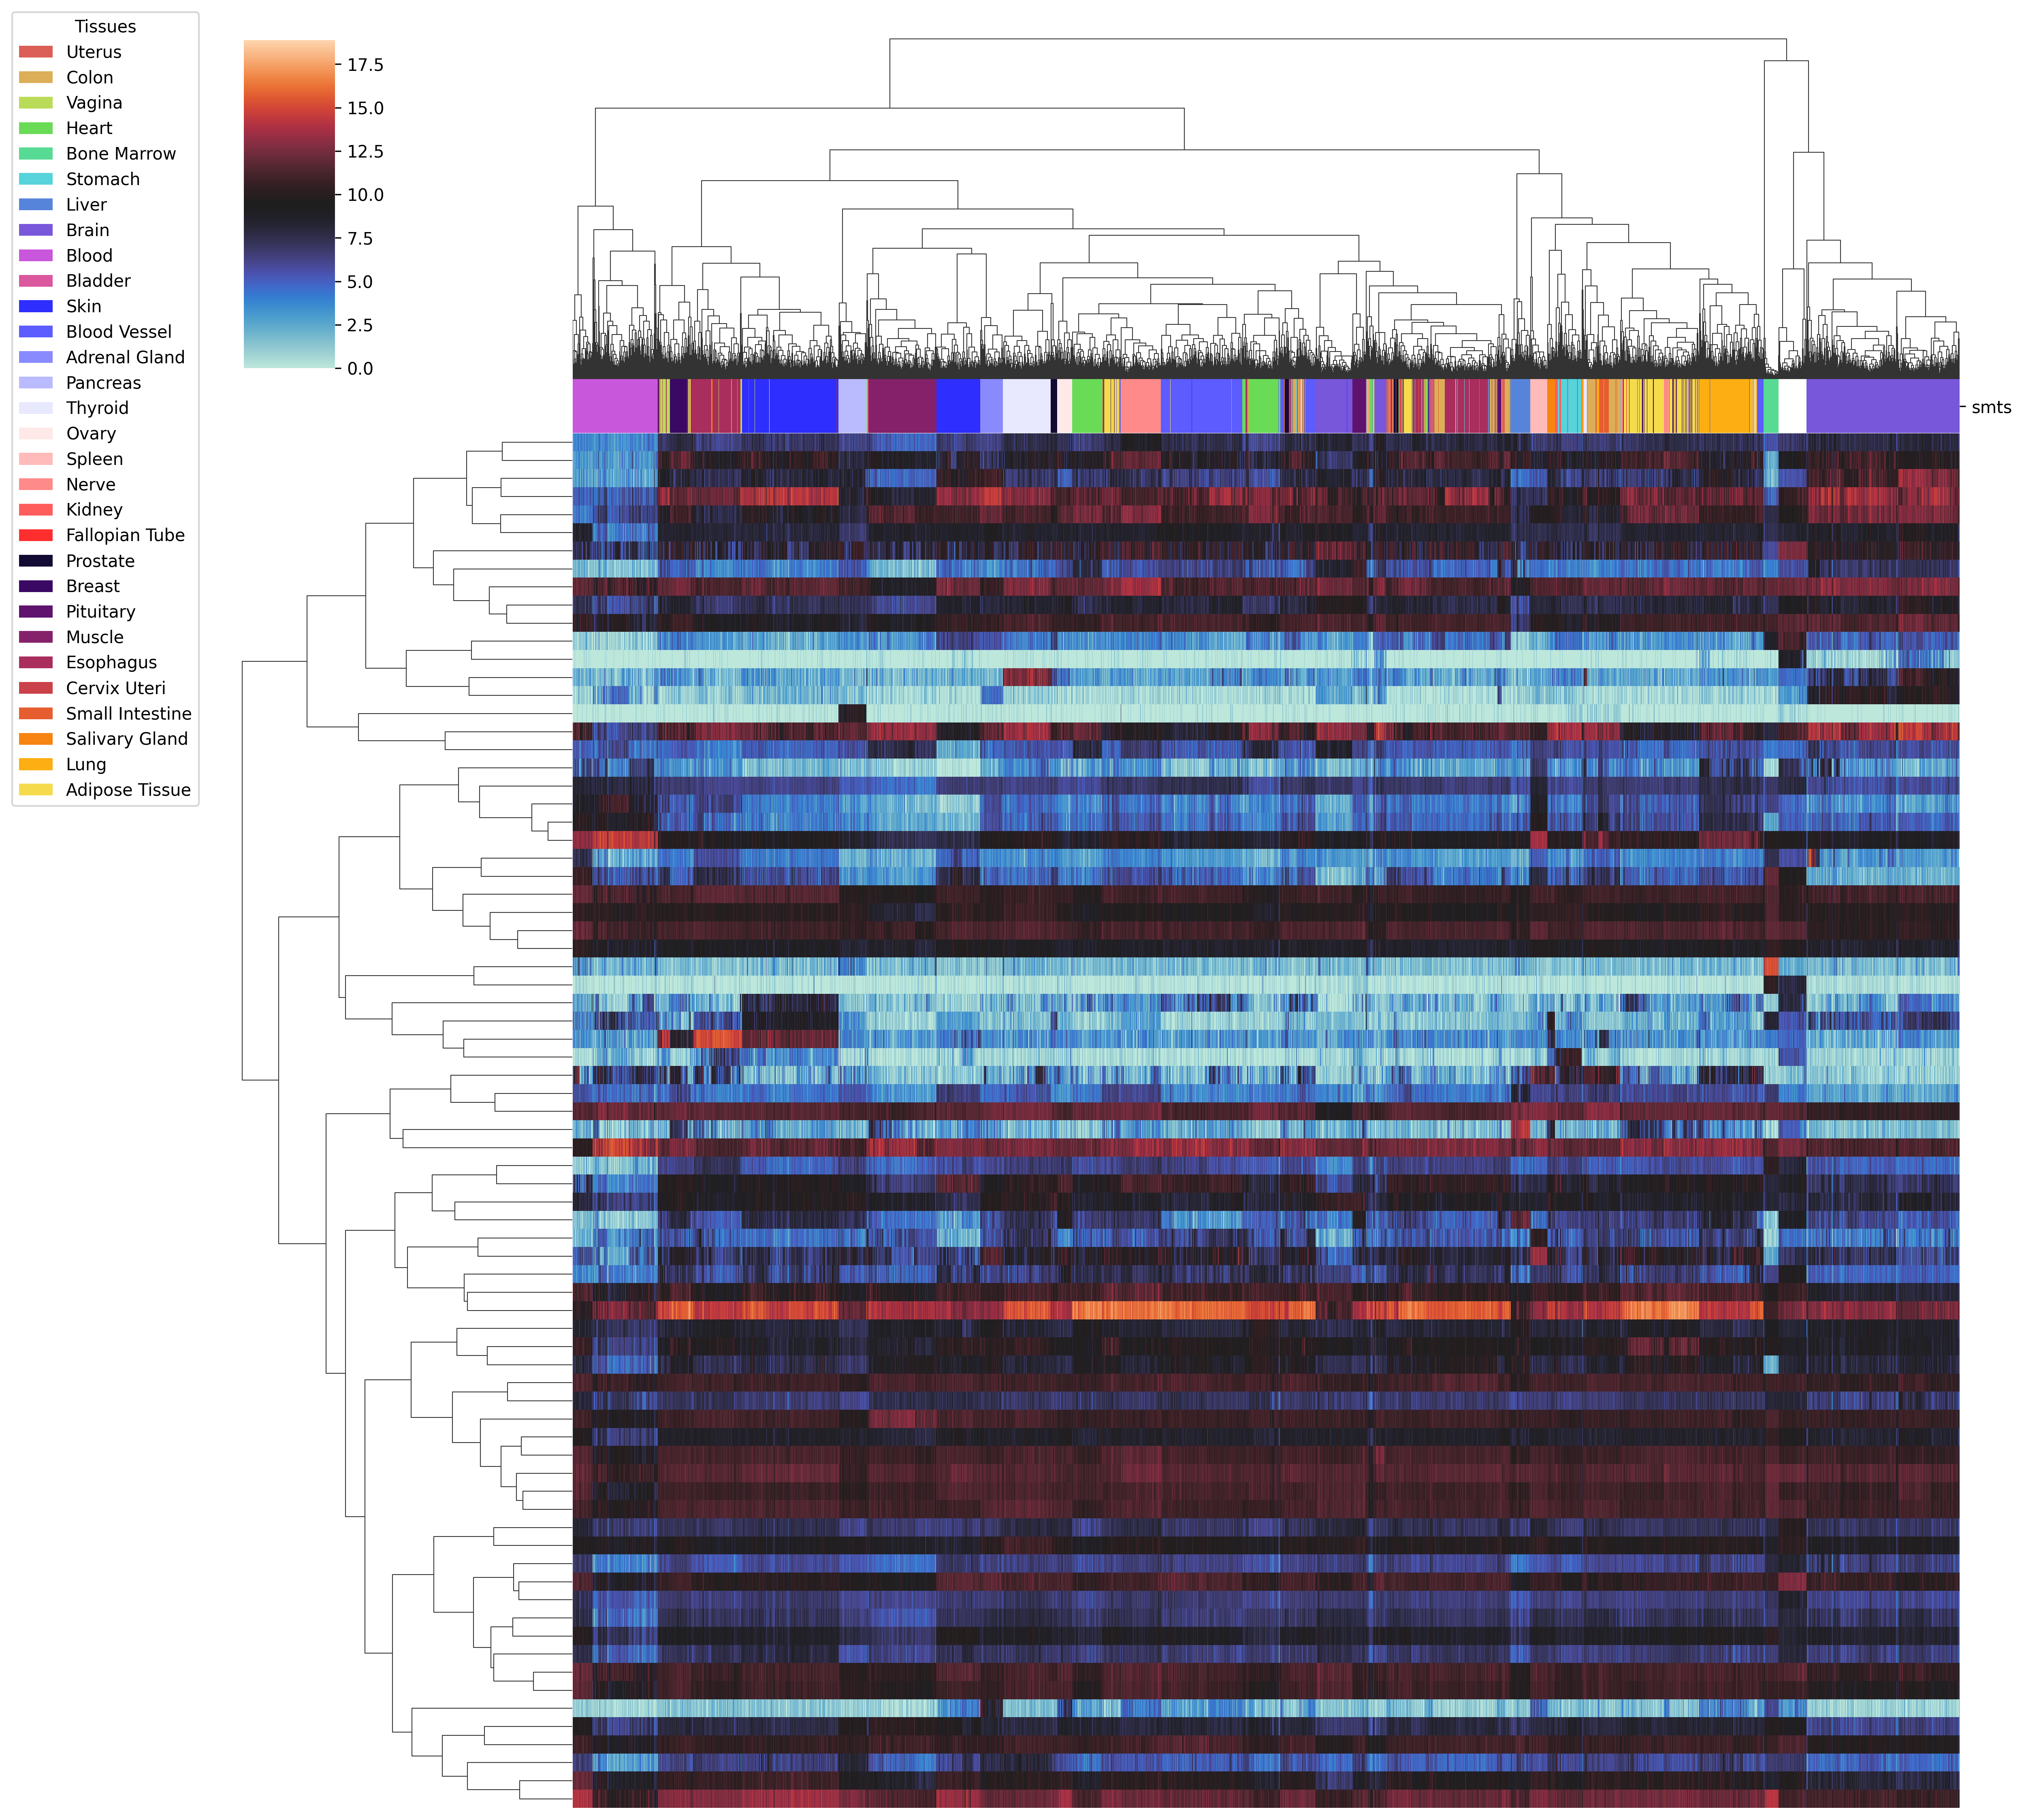 Tissues
Uterus
Colon
Vagina
Heart
Bone Marrow
Stomach
Liver
Brain
Blood
Bladder
Skin
Blood Vessel
Adrenal Gland
Pancreas
Thyroid
Ovary
Spleen
Nerve
Kidney
Fallopian Tube
Prostate
Breast
Pituitary
Muscle
Esophagus
Cervix Uteri
Small Intestine
Salivary Gland
Lung
Adipose Tissue
17.5
15.0
12.5
10.0
7.5
5.0
2.5
0.0
smts